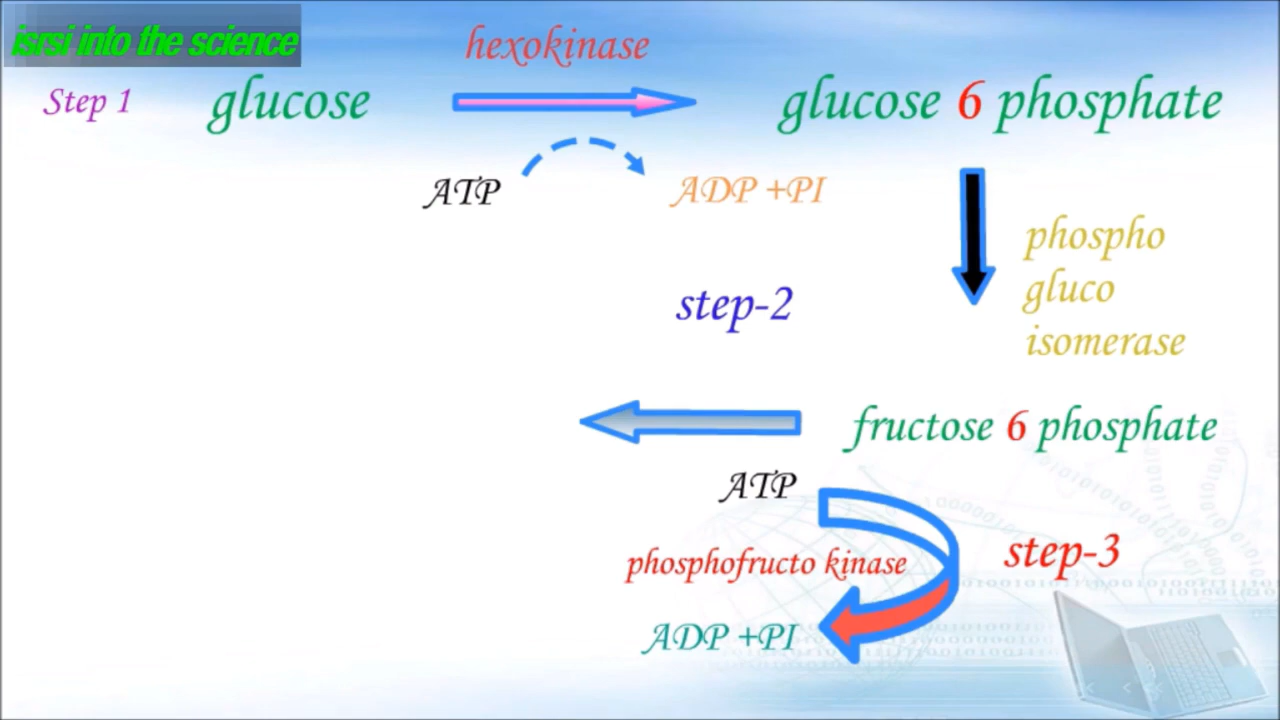 isrsi into the science
hexokinase
Step 1 glucose glucose 6 phosphate
ATP ADP +PI
phospho
gluco
isomerase
step-2
fructose 6 phosphate
ATP
step-3
phosphofructo kinase
ADP +PI